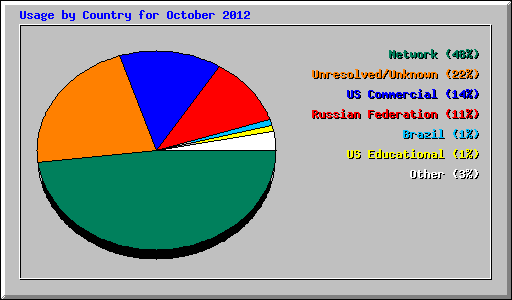 Usage by Country for October 2012
Network (48%)
Unresolved/Unknown (22%)
US Commercial (14%)
Russian Federation (11%)
Brazil (1%)
US Educational (1%)
Other (3%)